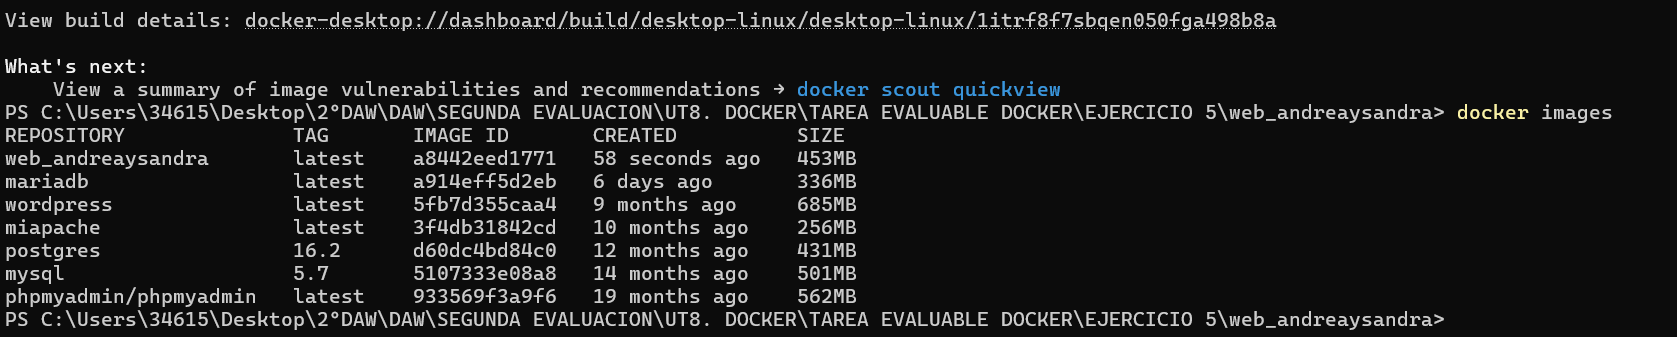 View build details: docker-desktop://dashboard/build/desktop-linux/desktop-linux/1itrf8f7sbqen050fga498b8a
What's next:
View a summary of image vulnerabilities and recommendations → docker scout quickview
PS C:\Users\34615\Desktop\2°DAW\DAW\SEGUNDA EVALUACION\UT8. DOCKER\TAREA EVALUABLE DOCKER\EJERCICIO 5\web_andreaysandra> docker images
REPOSITORY TAG IMAGE ID CREATED SIZE
web_andreaysandra latest a8442eed1771 58 seconds ago 453MB
mariadb latest a914eff5d2eb 6 days ago 336MB
wordpress latest 5fb7d355caa4 9 months ago 685MB
miapache latest 3f4db31842cd 10 months ago 256MB
postgres 16.2 d60dc4bd84c0 12 months ago 431MB
mysql 5.7 5107333e08a8 14 months ago 501MB
phpmyadmin/phpmyadmin latest 933569f3a9f6 19 months ago 562MB
PS C:\Users\34615\Desktop\2°DAW\DAW\SEGUNDA EVALUACION\UT8. DOCKER\TAREA EVALUABLE DOCKER\EJERCICIO 5\web_andreaysandra>